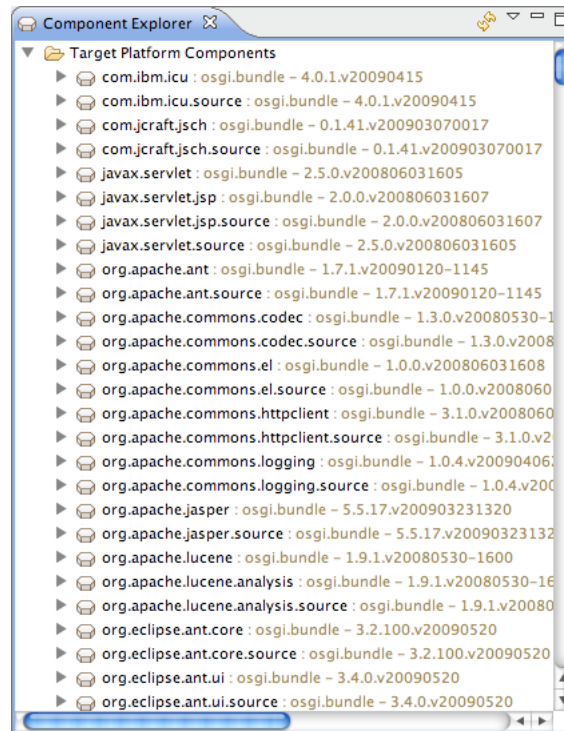 Component Explorer
Target Platform Components
com.ibm.icu : osgi.bundle – 4.0.1.v20090415
com.ibm.icu.source : osgi.bundle – 4.0.1.v20090415
com.jcraft.jsch : osgi.bundle – 0.1.41.v200903070017
com.jcraft.jsch.source : osgi.bundle – 0.1.41.v200903070017
javax.servlet : osgi.bundle – 2.5.0.v200806031605
javax.servlet.jsp : osgi.bundle – 2.0.0.v200806031607
javax.servlet.jsp.source : osgi.bundle – 2.0.0.v200806031607
javax.servlet.source : osgi.bundle – 2.5.0.v200806031605
org.apache.ant : osgi.bundle – 1.7.1.v20090120-1145
org.apache.ant.source : osgi.bundle – 1.7.1.v20090120-1145
org.apache.commons.codec : osgi.bundle – 1.3.0.v20080530-1
org.apache.commons.codec.source : osgi.bundle – 1.3.0.v2008
org.apache.commons.el : osgi.bundle – 1.0.0.v200806031608
org.apache.commons.el.source : osgi.bundle – 1.0.0.v2008060
org.apache.commons.httpclient : osgi.bundle – 3.1.0.v2008060
org.apache.commons.httpclient.source : osgi.bundle – 3.1.0.v2
org.apache.commons.logging : osgi.bundle – 1.0.4.v200904062
org.apache.commons.logging.source : osgi.bundle – 1.0.4.v200
org.apache.jasper : osgi.bundle – 5.5.17.v200903231320
org.apache.jasper.source : osgi.bundle – 5.5.17.v20090323132
org.apache.lucene : osgi.bundle – 1.9.1.v20080530-1600
org.apache.lucene.analysis : osgi.bundle – 1.9.1.v20080530-16
org.apache.lucene.analysis.source : osgi.bundle – 1.9.1.v20080
org.eclipse.ant.core : osgi.bundle – 3.2.100.v20090520
org.eclipse.ant.core.source : osgi.bundle – 3.2.100.v20090520
org.eclipse.ant.ui : osgi.bundle – 3.4.0.v20090520
org.eclipse.ant.ui.source : osgi.bundle – 3.4.0.v20090520